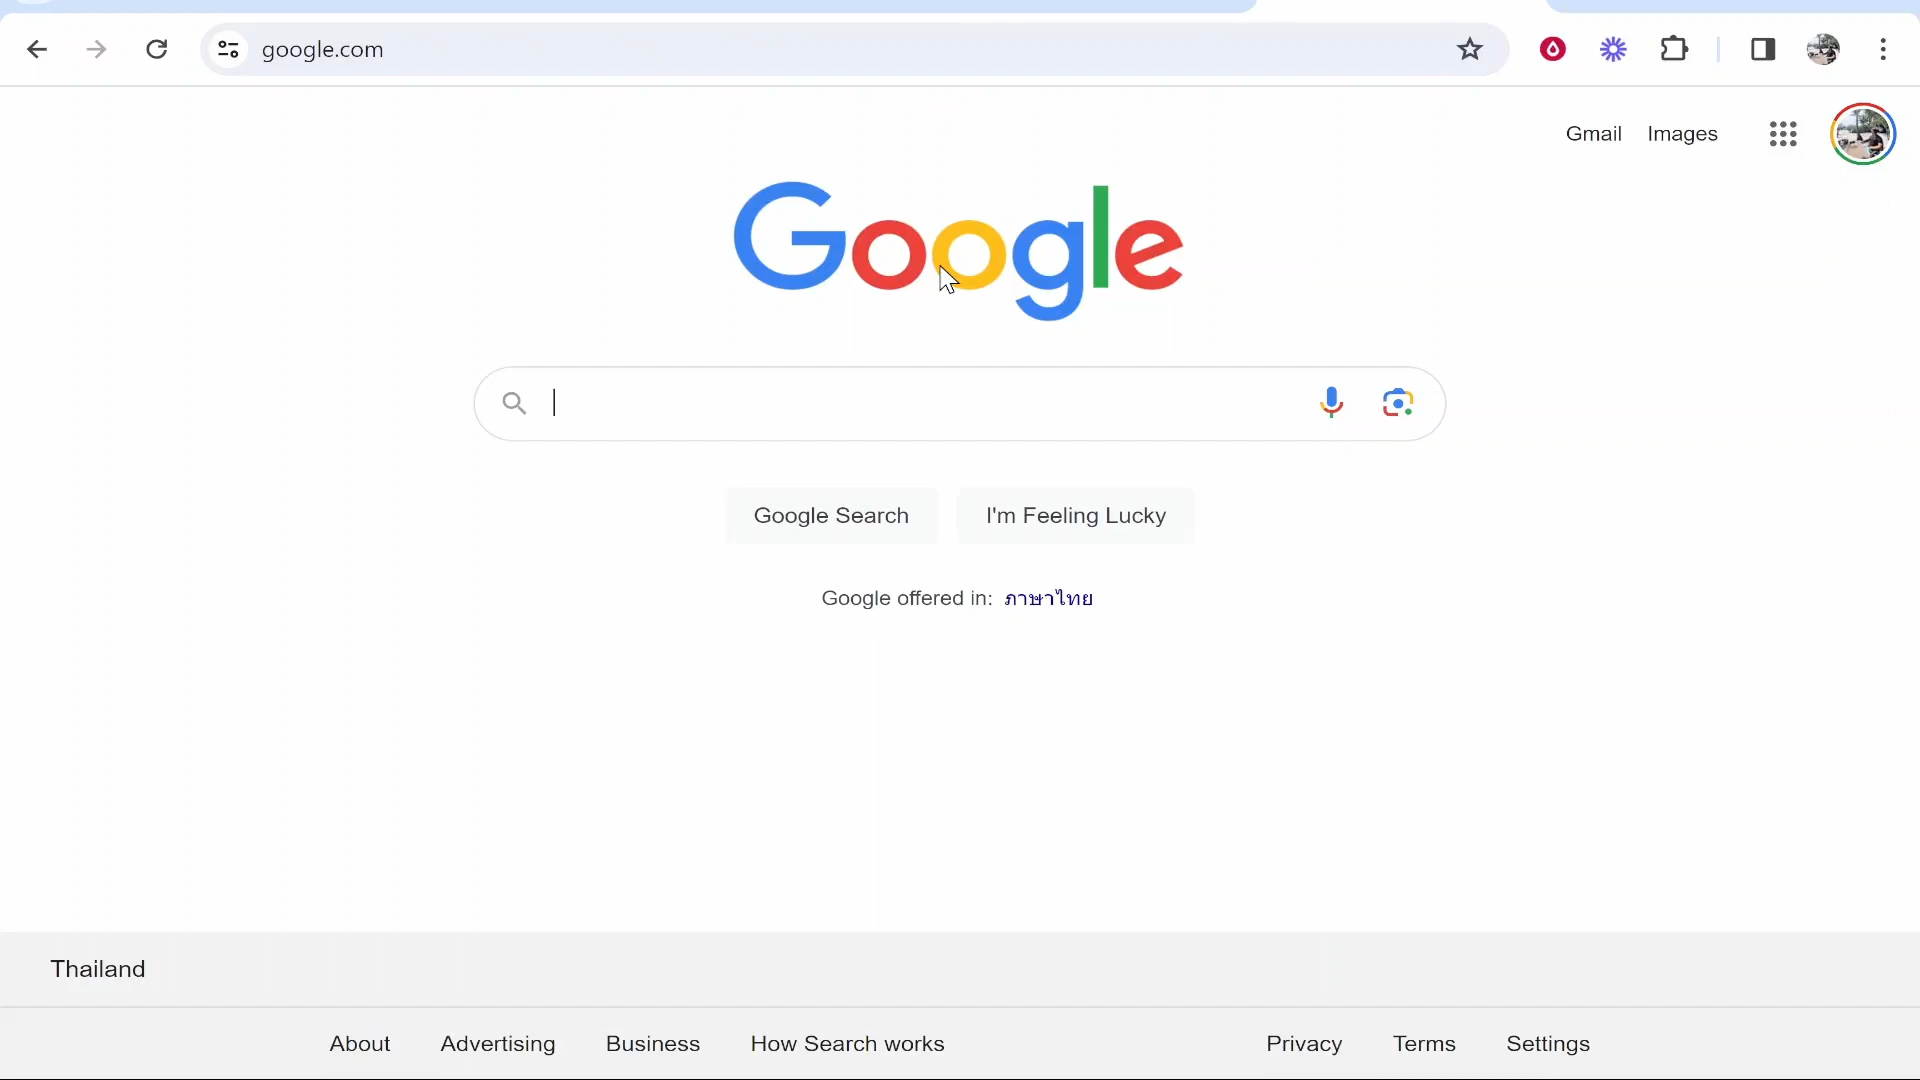 google.com
Gmail Images
Google
Google Search I'm Feeling Lucky
Google offered in: ภาษาไทย
Thailand
About Advertising Business How Search works Privacy Terms Settings